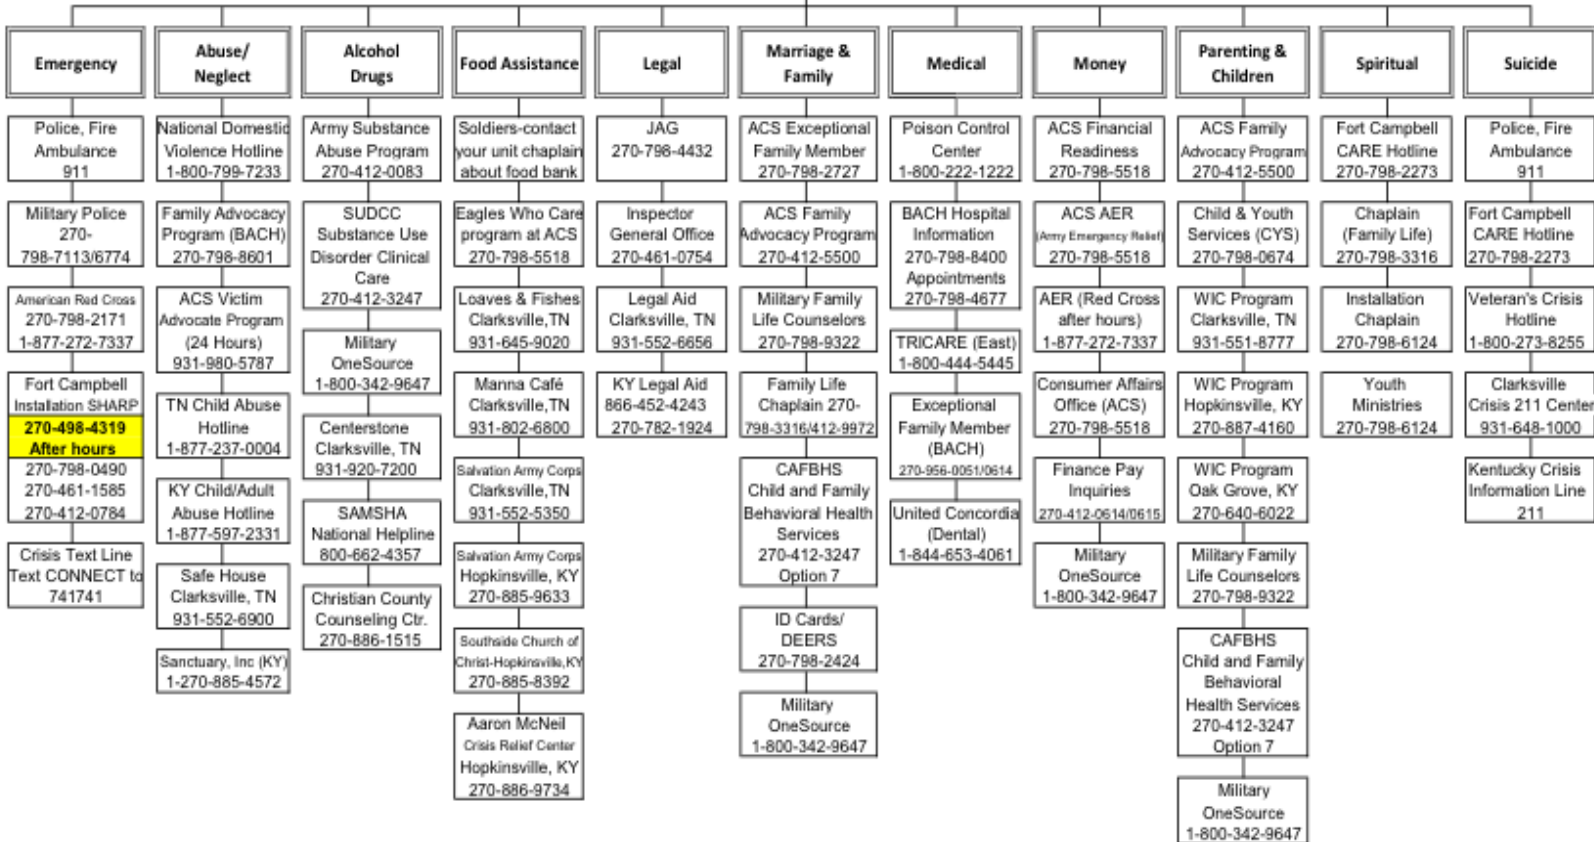 Emergency
Police, Fire
Ambulance
911
Military Police
270-
798-7113/6774
American Red Cross
270-798-2171
1-877-272-7337
Fort Campbell
Installation SHARP
270-498-4319
After hours
270-798-0490
270-461-1585
270-412-0784
Crisis Text Line
Text CONNECT to
741741
Abuse/
Neglect
National Domestic
Violence Hotline
1-800-799-7233
Family Advocacy
Program (BACH)
270-798-8601
ACS Victim
Advocate Program
(24 Hours)
931-980-5787
TN Child Abuse
Hotline
1-877-237-0004
KY Child/Adult
Abuse Hotline
1-877-597-2331
Safe House
Clarksville, TN
931-552-6900
Sanctuary, Inc (KY)
1-270-885-4572
Alcohol
Drugs
Army Substance
Abuse Program
270-412-0083
SUDCC
Substance Use
Disorder Clinical
Care
270-412-3247
Military
OneSource
1-800-342-9647
Centerstone
Clarksville, TN
931-920-7200
SAMSHA
National Helpline
800-662-4357
Christian County
Counseling Ctr.
270-886-1515
Food Assistance
Soldiers-contact
your unit chaplain
about food bank
Eagles Who Care
program at ACS
270-798-5518
Loaves & Fishes
Clarksville,TN
931-645-9020
Manna Café
Clarksville,TN
931-802-6800
Salvation Army Corps
Clarksville,TN
931-552-5350
Salvation Army Corps
Hopkinsville, KY
270-885-9633
Southside Church of
Christ-Hopkinsville,KY
270-885-8392
Aaron McNeil
Crisis Relief Center
Hopkinsville, KY
270-886-9734
Legal
JAG
270-798-4432
Inspector
General Office
270-461-0754
Legal Aid
Clarksville, TN
931-552-6656
KY Legal Aid
866-452-4243
270-782-1924
Marriage &
Family
ACS Exceptional
Family Member
270-798-2727
ACS Family
Advocacy Program
270-412-5500
Military Family
Life Counselors
270-798-9322
Family Life
Chaplain 270-
798-3316/412-9972
CAFBHS
Child and Family
Behavioral Health
Services
270-412-3247
Option 7
ID Cards/
DEERS
270-798-2424
Military
OneSource
1-800-342-9647
Medical
Poison Control
Center
1-800-222-1222
BACH Hospital
Information
270-798-8400
Appointments
270-798-4677
TRICARE (East)
1-800-444-5445
Exceptional
Family Member
(BACH)
270-956-0051/0614
United Concordia
(Dental)
1-844-653-4061
Money
ACS Financial
Readiness
270-798-5518
ACS AER
(Army Emergency Relief)
270-798-5518
AER (Red Cross
after hours)
1-877-272-7337
Consumer Affairs
Office (ACS)
270-798-5518
Finance Pay
Inquiries
270-412-0614/0615
Military
OneSource
1-800-342-9647
Parenting &
Children
ACS Family
Advocacy Program
270-412-5500
Child & Youth
Services (CYS)
270-798-0674
WIC Program
Clarksville, TN
931-551-8777
WIC Program
Hopkinsville, KY
270-887-4160
WIC Program
Oak Grove, KY
270-640-6022
Military Family
Life Counselors
270-798-9322
CAFBHS
Child and Family
Behavioral
Health Services
270-412-3247
Option 7
Military
OneSource
1-800-342-9647
Spiritual
Fort Campbell
CARE Hotline
270-798-2273
Chaplain
(Family Life)
270-798-3316
Installation
Chaplain
270-798-6124
Youth
Ministries
270-798-6124
Suicide
Police, Fire
Ambulance
911
Fort Campbell
CARE Hotline
270-798-2273
Veteran's Crisis
Hotline
1-800-273-8255
Clarksville
Crisis 211 Center
931-648-1000
Kentucky Crisis
Information Line
211